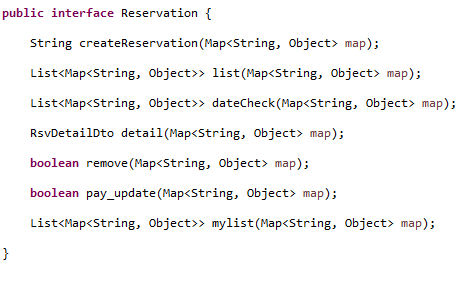 public interface Reservation {
String createReservation(Map<String, Object> map);
List<Map<String, Object>> list(Map<String, Object> map);
List<Map<String, Object>> dateCheck(Map<String, Object> map);
RsvDetailDto detail(Map<String, Object> map);
boolean remove(Map<String, Object> map);
boolean pay_update(Map<String, Object> map);
List<Map<String, Object>> mylist(Map<String, Object> map);
}